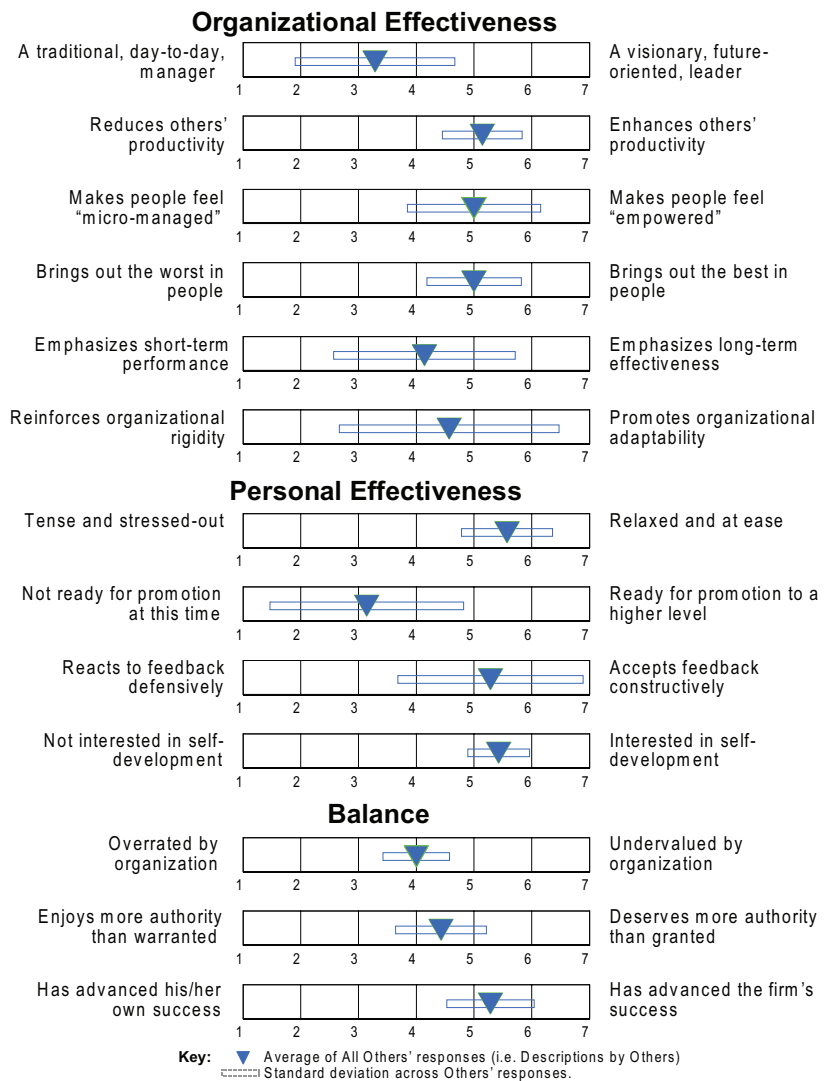 Organizational Effectiveness
A traditional, day-to-day, A visionary, future-
manager oriented, leader
1 2 3 4 5 6 7
Reduces others’ Enhances others’
productivity productivity
1 2 3 4 5 6 7
Makes people feel Makes people feel
“micro-managed” “empowered”
1 2 3 4 5 6 7
Brings out the worst in Brings out the best in
people people
1 2 3 4 5 6 7
Emphasizes short-term Emphasizes long-term
performance effectiveness
1 2 3 4 5 6 7
Reinforces organizational Promotes organizational
rigidity adaptability
1 2 3 4 5 6 7
Personal Effectiveness
Tense and stressed-out Relaxed and at ease
1 2 3 4 5 6 7
Not ready for promotion Ready for promotion to a
at this time higher level
1 2 3 4 5 6 7
Reacts to feedback Accepts feedback
defensively constructively
1 2 3 4 5 6 7
Not interested in self- Interested in self-
development development
1 2 3 4 5 6 7
Balance
Overrated by Undervalued by
organization organization
1 2 3 4 5 6 7
Enjoys more authority Deserves more authority
than warranted than granted
1 2 3 4 5 6 7
Has advanced his/her Has advanced the firm’s
own success success
1 2 3 4 5 6 7
Key: Average of All Others’ responses (i.e. Descriptions by Others)
Standard deviation across Others’ responses.